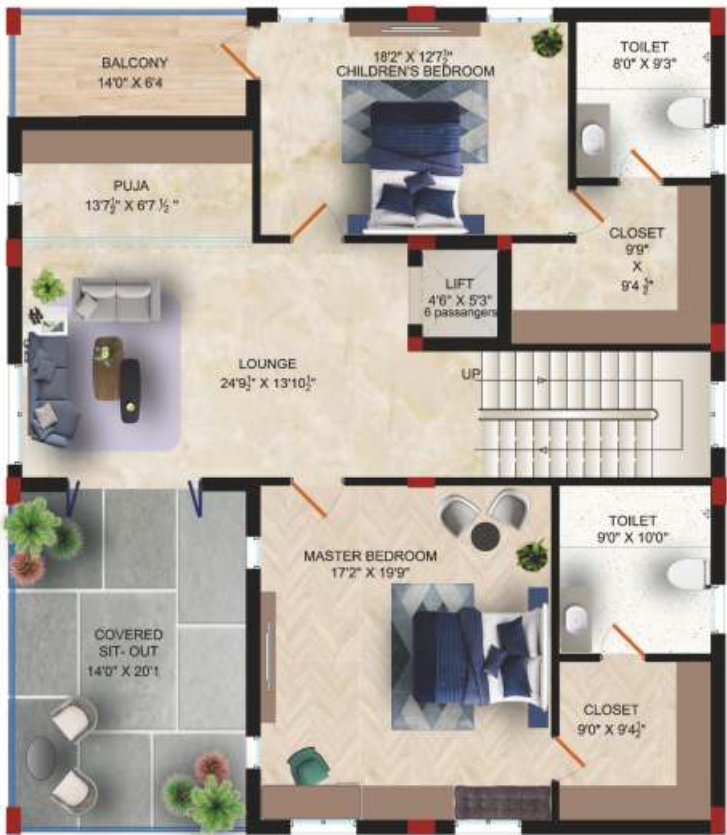 BALCONY
14'0" X 6'4
18'2" X 12'7½"
CHILDREN'S BEDROOM
TOILET
8'0" X 9'3"
PUJA
13'7½" X 6'7 ½ "
CLOSET
9'9"
X
9'4 ½"
LIFT
4'6" X 5'3"
6 passangers
LOUNGE
24'9½" X 13'10½"
UP
MASTER BEDROOM
17'2" X 19'9"
TOILET
9'0" X 10'0"
COVERED
SIT- OUT
14'0" X 20'1
CLOSET
9'0" X 9'4½"